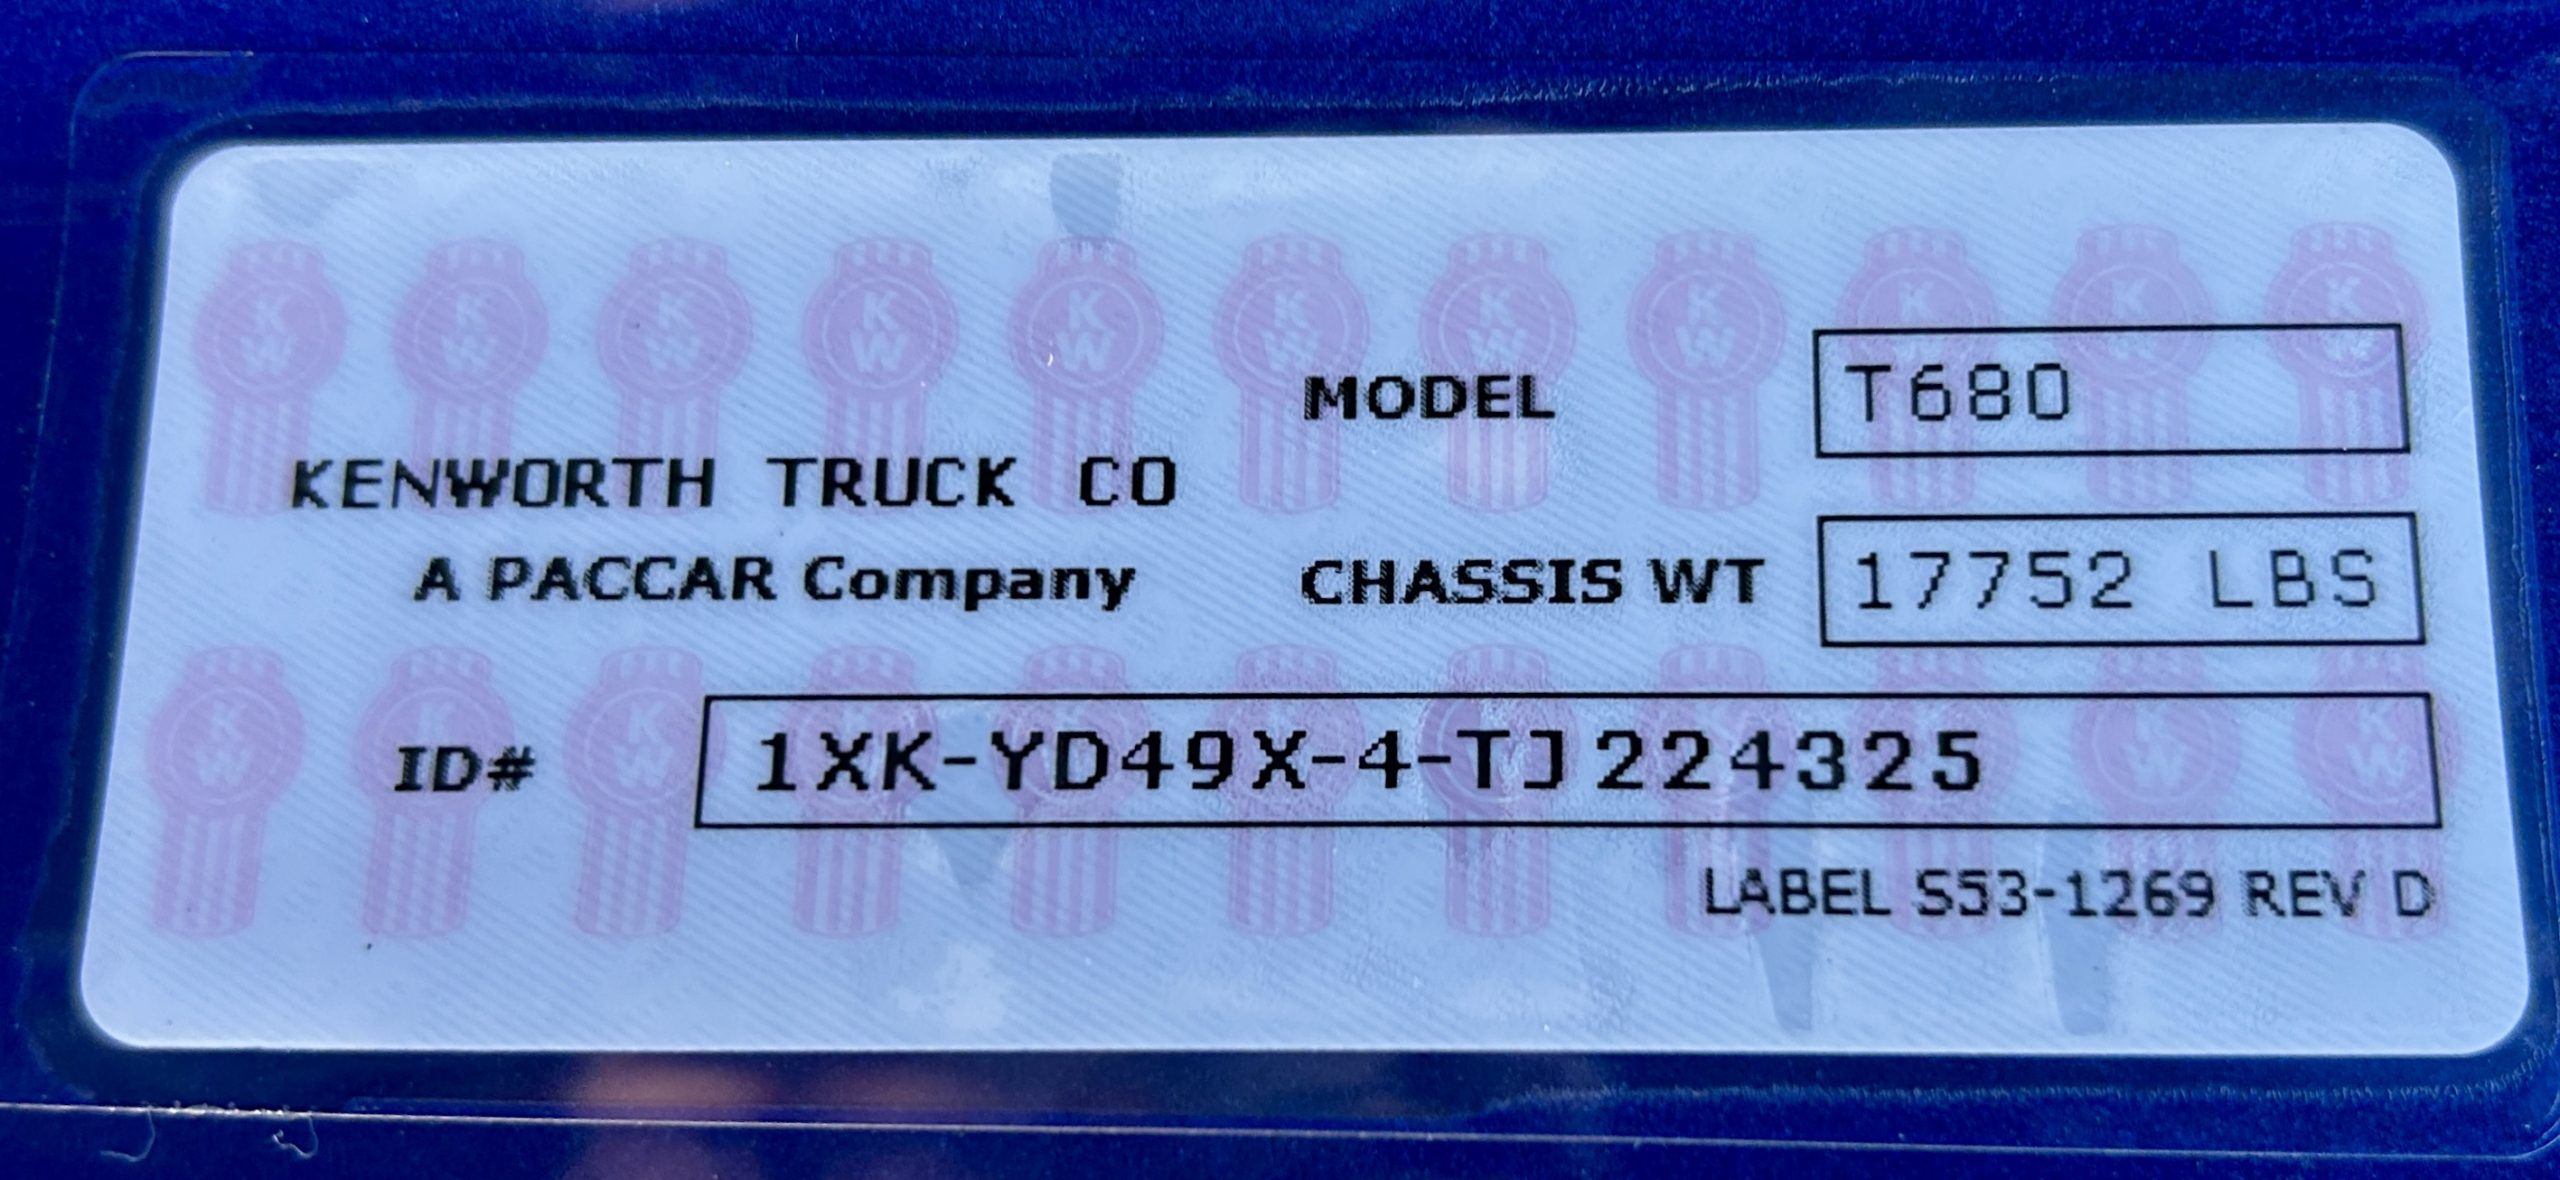 MODEL T680
KENWORTH TRUCK CO
A PACCAR Company
CHASSIS WT 17752 LBS
ID# 1XK-YD49X-4-TJ224325
LABEL S53-1269 REV D